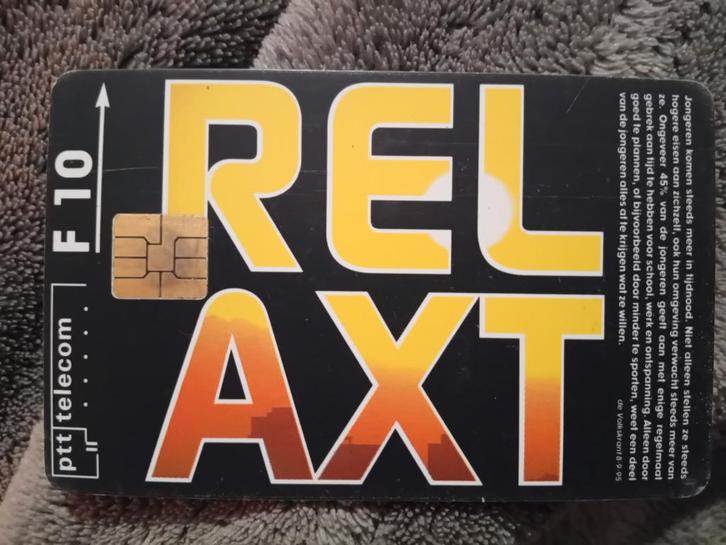 F 10
ptt telecom
REL
AXT
Jongeren komen steeds meer in tijdnood. Niet alleen stellen ze steeds
hogere eisen aan zichzelf, ook hun omgeving verwacht steeds meer van
ze. Ongeveer 45% van de jongeren geeft aan met enige regelmaat
gebrek aan tijd te hebben voor school, werk en ontspanning. Alleen door
goed te plannen, of bijvoorbeeld door minder te sporten, weet een deel
van de jongeren alles af te krijgen wat ze willen.
de Volkskrant 8-9-95